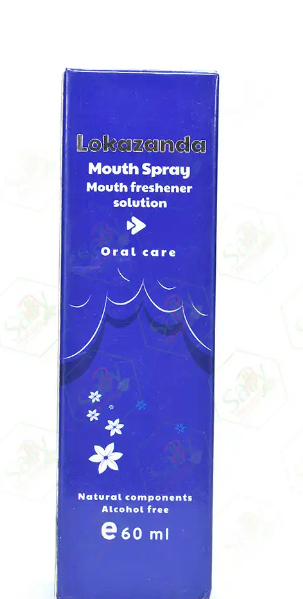 Lokazanda
Mouth Spray
Mouth freshener
solution
Oral care
Natural components
Alcohol free
e 60 ml